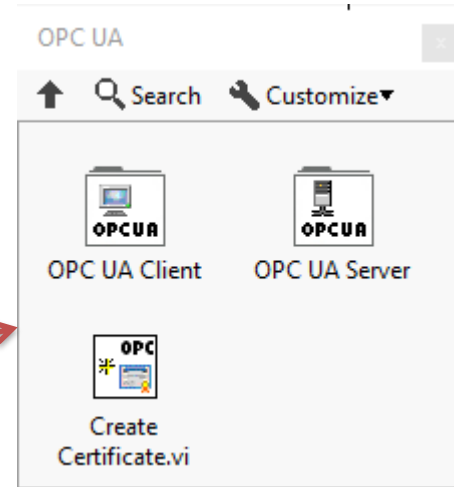 OPC UA
x
Search Customize▾
OPCUA OPCUA
OPC UA Client OPC UA Server
OPC
Create
Certificate.vi